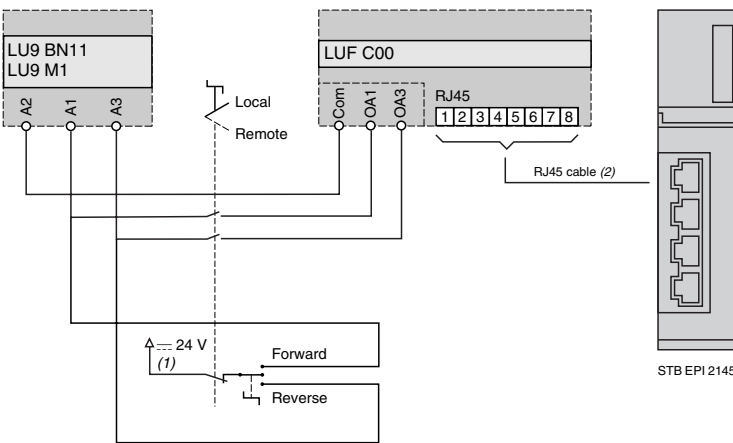 LU9 BN11
LU9 M1
A2
A1
A3
Local
Remote
LUF C00
Com
OA1
OA3
RJ45
1 2 3 4 5 6 7 8
RJ45 cable (2)
24 V
(1)
Forward
Reverse
STB EPI 2145